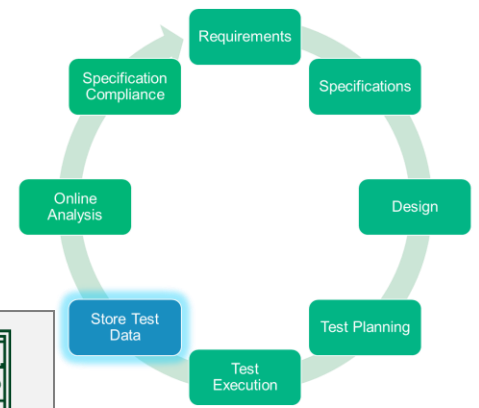 Requirements
Specifications
Design
Test Planning
Test
Execution
Store Test
Data
Online
Analysis
Specification
Compliance